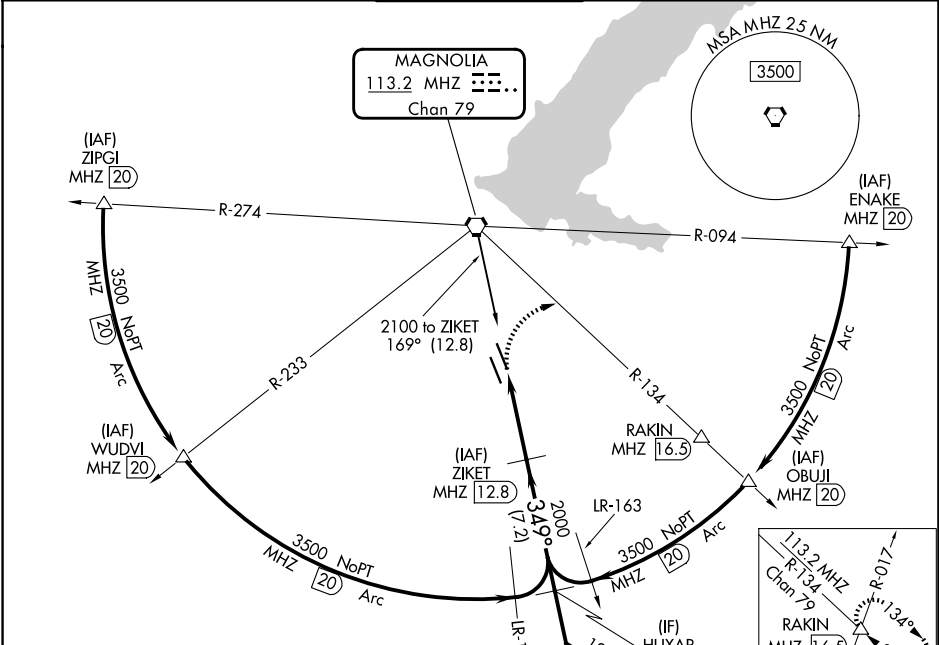 MAGNOLIA
113.2 MHZ
Chan 79
MSA MHZ 25 NM
3500
(IAF)
ZIPGI
MHZ 20
R-274
(IAF)
ENAKE
MHZ 20
R-094
3500 NoPT
MHZ 20 Arc
2100 to ZIKET
169° (12.8)
R-233
R-134
3500 NoPT
MHZ 20 Arc
(IAF)
WUDVI
MHZ 20
RAKIN
MHZ 16.5
(IAF)
ZIKET
MHZ 12.8
(IAF)
OBUJI
MHZ 20
2000
349°
(7.2)
LR-163
3500 NoPT
MHZ 20 Arc
3500 NoPT
MHZ 20 Arc
(IF)
113.2 MHZ
R-134
Chan 79
R-017
134°
RAKIN